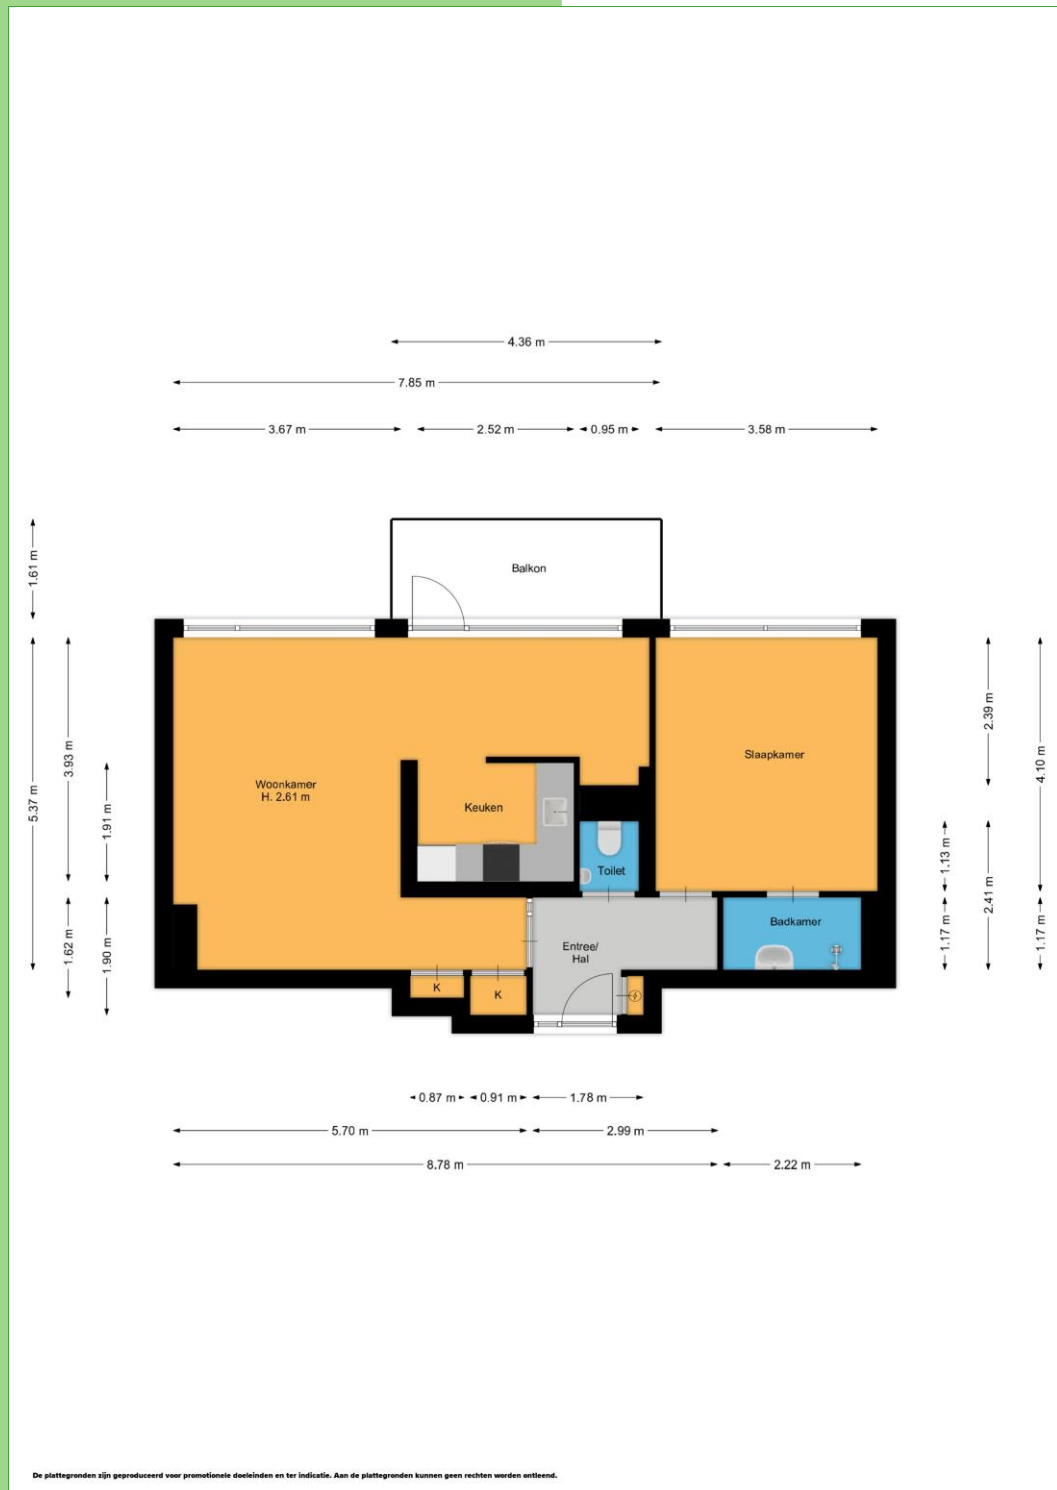 4.36 m
7.85 m
3.67 m
2.52 m
0.95 m
3.58 m
1.61 m
5.37 m
3.93 m
1.91 m
1.62 m
1.90 m
Balkon
Woonkamer
H. 2.61 m
Keuken
Slaapkamer
Toilet
Badkamer
Entree/
Hal
K
K
2.39 m
4.10 m
1.13 m
2.41 m
1.17 m
1.17 m
0.87 m
0.91 m
1.78 m
5.70 m
2.99 m
8.78 m
2.22 m
De plattegronden zijn geproduceerd voor promotionele doeleinden en ter indicatie. Aan de plattegronden kunnen geen rechten worden ontleend.